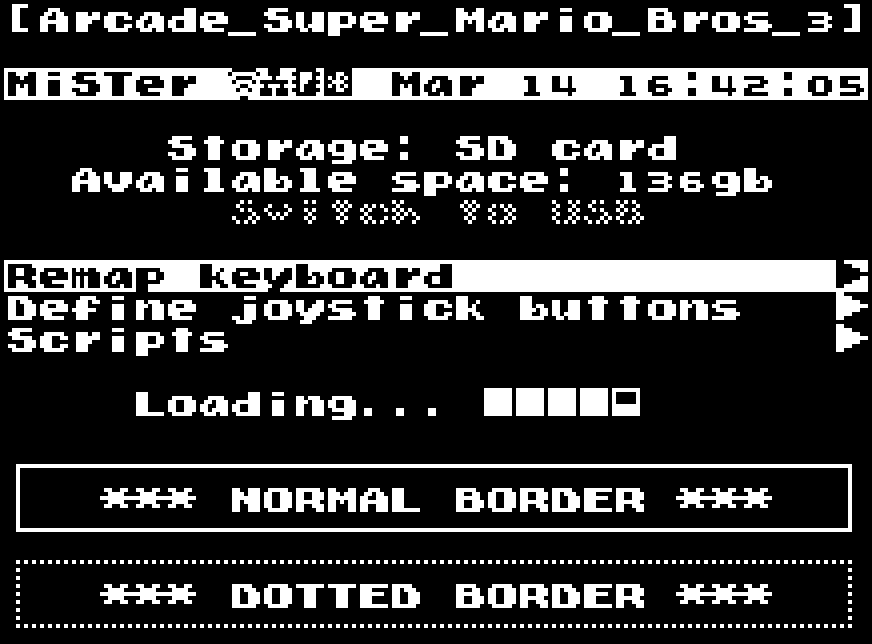 [Arcade_Super_Mario_Bros_3]
MiSTer Mar 14 16:42:05
Storage: SD card
Available space: 136gb
Switch to USB
Remap keyboard
Define joystick buttons
Scripts
Loading...
*** NORMAL BORDER ***
*** DOTTED BORDER ***